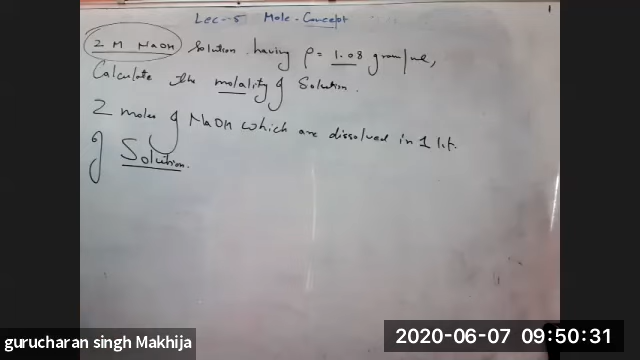 Lec-5 Mole-Concept
1
2 M NaOH Solution having ρ = 1.08 gram/ml,
Calculate the molality of Solution.
2 moles of NaOH which are dissolved in 1 lit.
of Solution.
gurucharan singh Makhija
2020-06-07 09:50:31